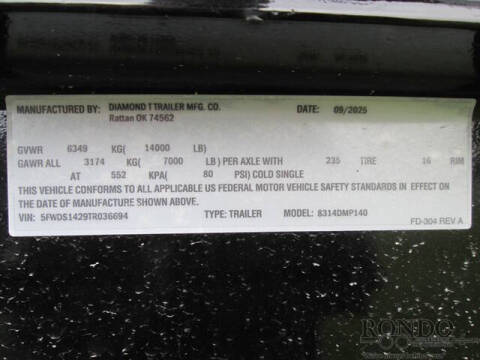 MANUFACTURED BY: DIAMOND T TRAILER MFG. CO. DATE: 09/2025
Rattan OK 74562
GVWR 6349 KG( 14000 LB)
GAWR ALL 3174 KG( 7000 LB) PER AXLE WITH 235 TIRE 16 RIM
AT 552 KPA( 80 PSI) COLD SINGLE
THIS VEHICLE CONFORMS TO ALL APPLICABLE US FEDERAL MOTOR VEHICLE SAFETY STANDARDS IN EFFECT ON
THE DATE OF MANUFACTURE SHOWN ABOVE.
VIN: 5FWDS1429TR036694 TYPE: TRAILER MODEL: 8314DMP140
FD-304 REV A
RONDO